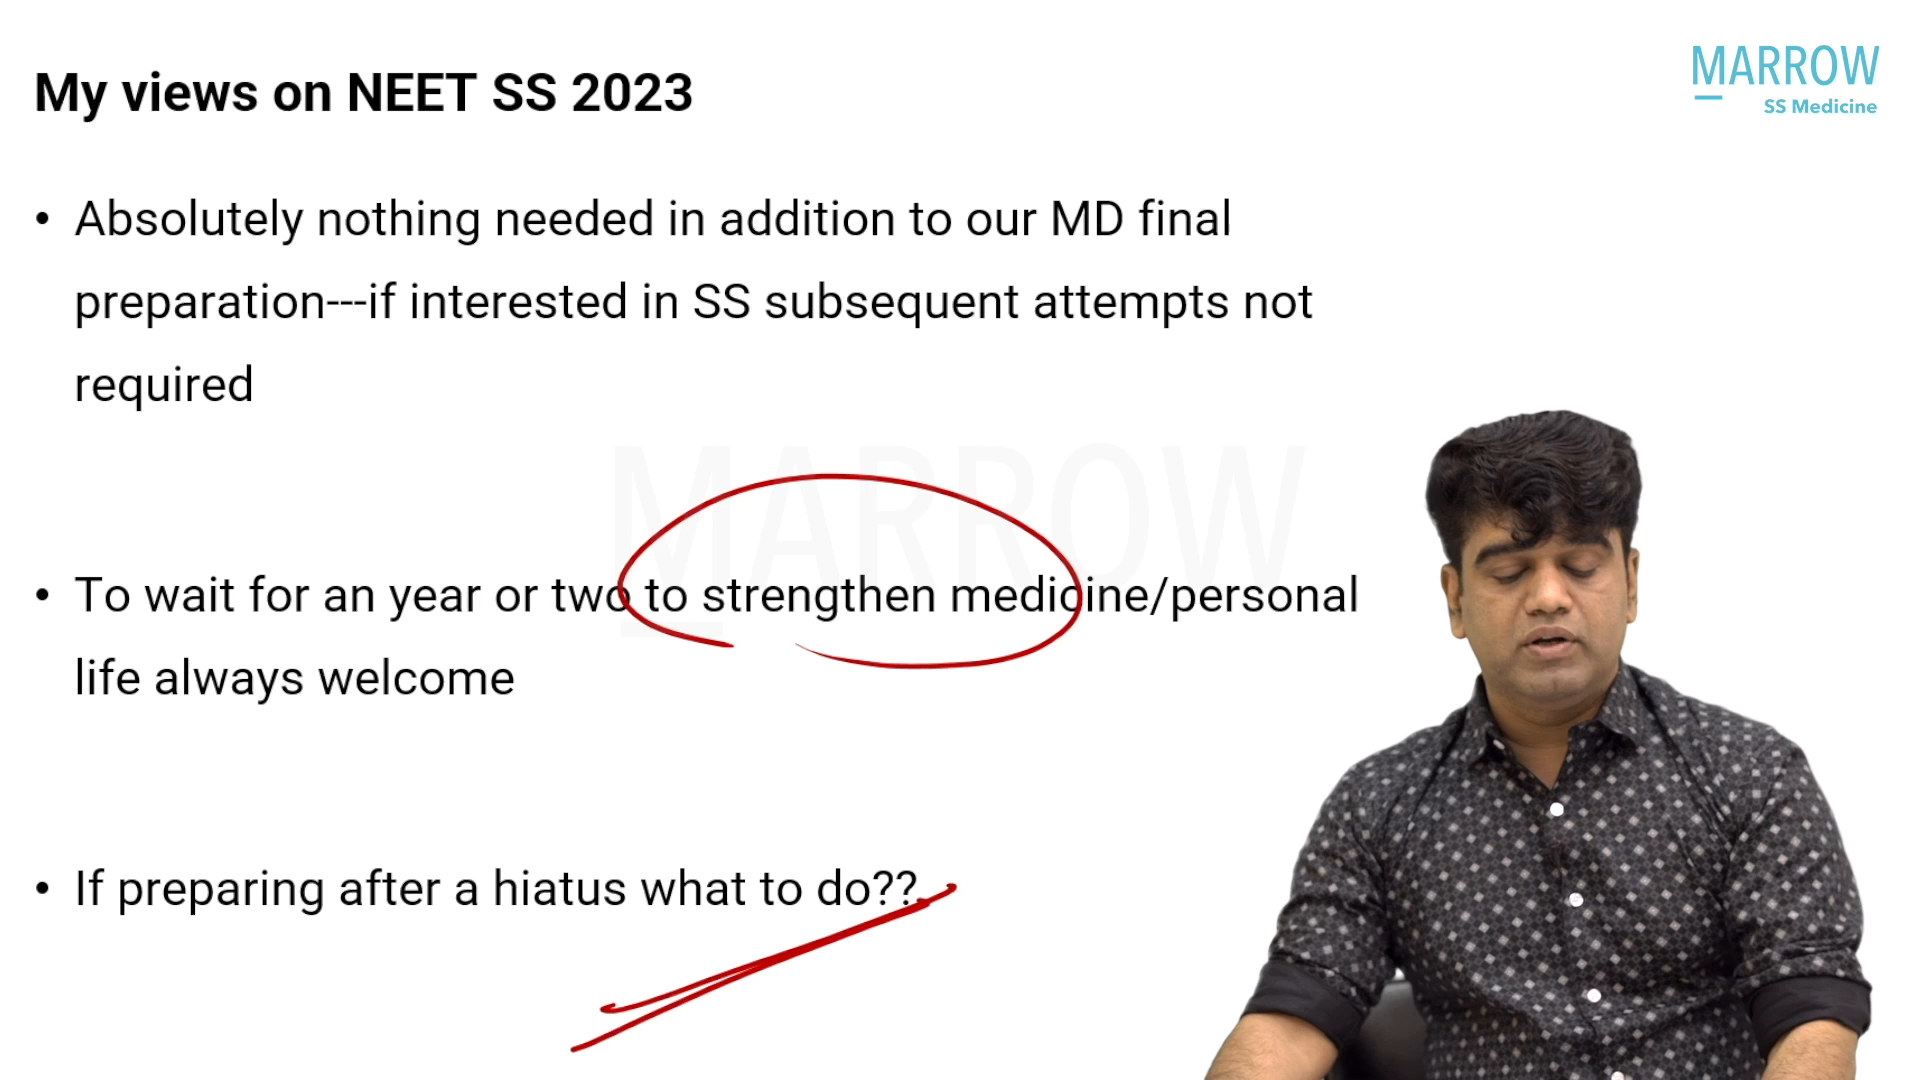 My views on NEET SS 2023
MARROW
SS Medicine
• Absolutely nothing needed in addition to our MD final
preparation---if interested in SS subsequent attempts not
required
MARROW
• To wait for an year or two to strengthen medicine/personal
life always welcome
• If preparing after a hiatus what to do??